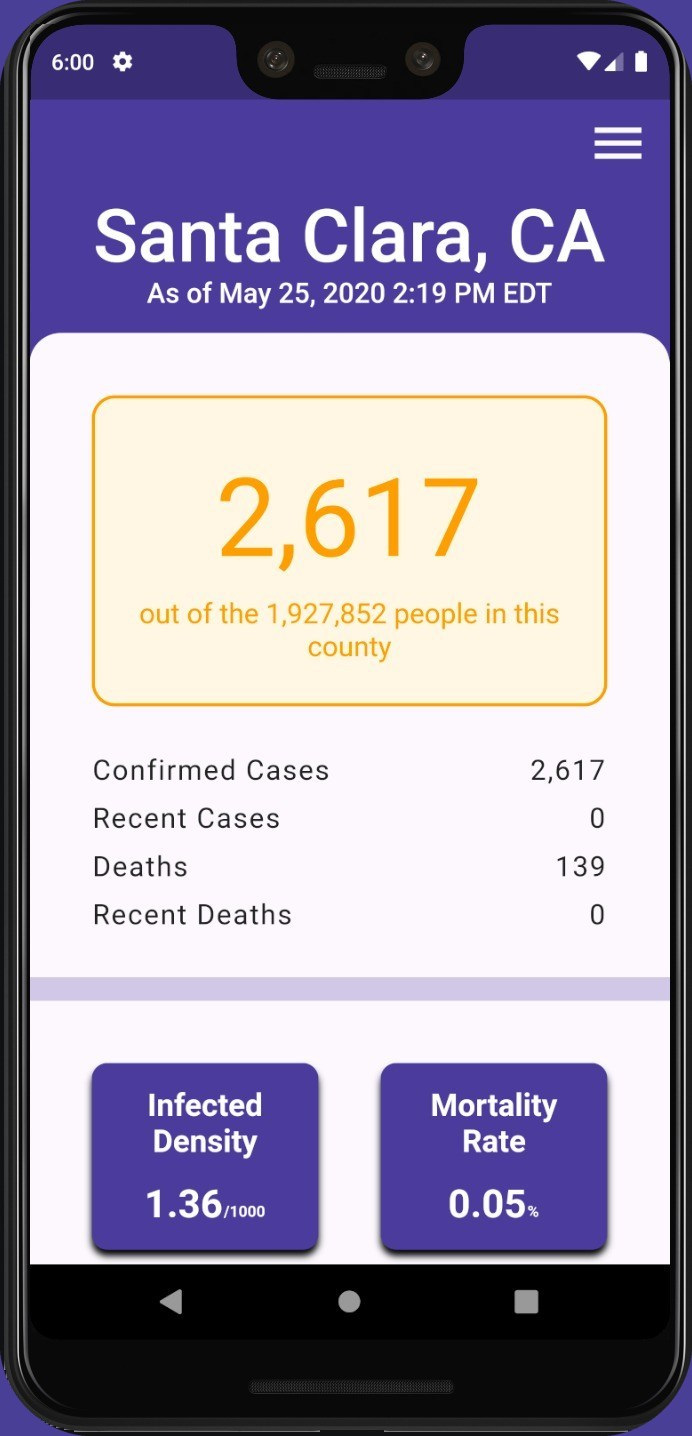 6:00
Santa Clara, CA
As of May 25, 2020 2:19 PM EDT
2,617
out of the 1,927,852 people in this
county
Confirmed Cases 2,617
Recent Cases 0
Deaths 139
Recent Deaths 0
Infected
Density
1.36/1000
Mortality
Rate
0.05%